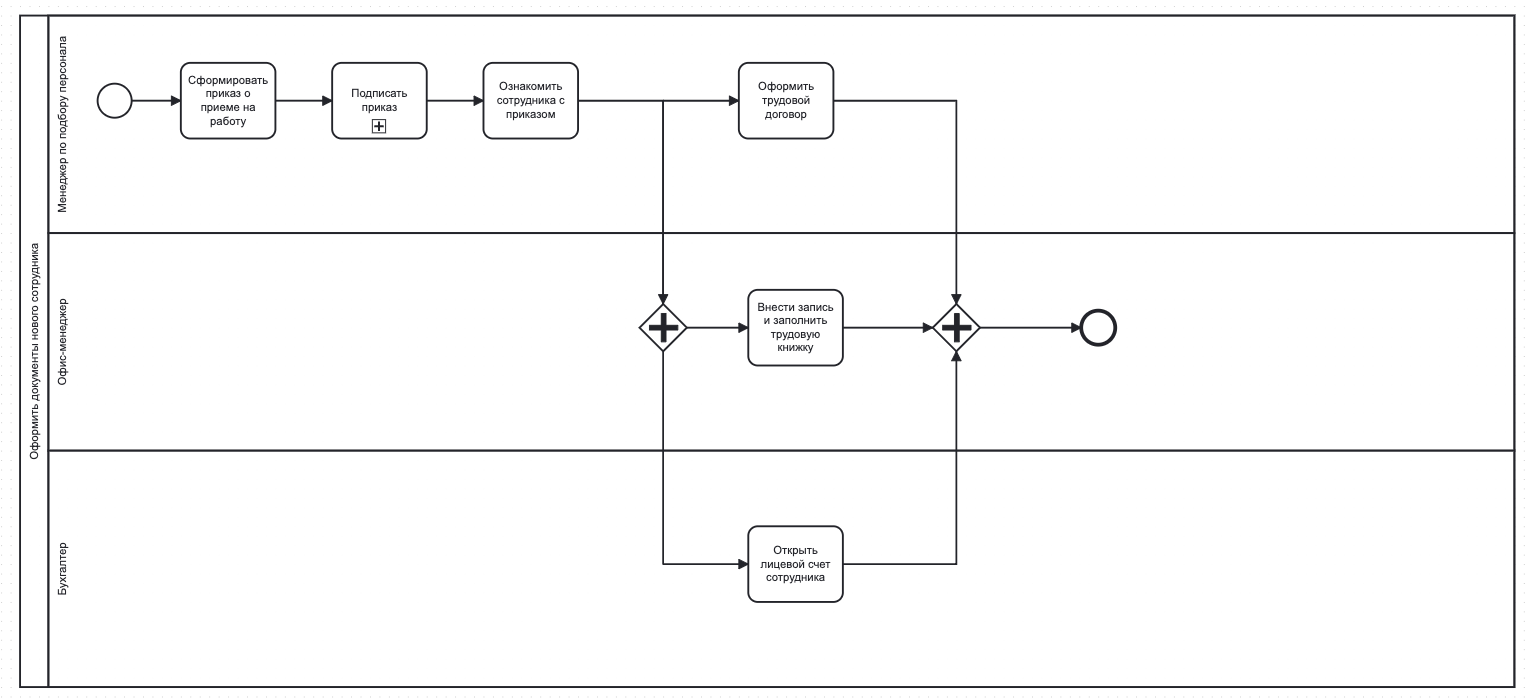 Оформить документы нового сотрудника
Менеджер по подбору персонала
Сформировать
приказ о
приеме на
работу
Подписать
приказ
Ознакомить
сотрудника с
приказом
Оформить
трудовой
договор
Офис-менеджер
Внести запись
и заполнить
трудовую
книжку
Бухгалтер
Открыть
лицевой счет
сотрудника